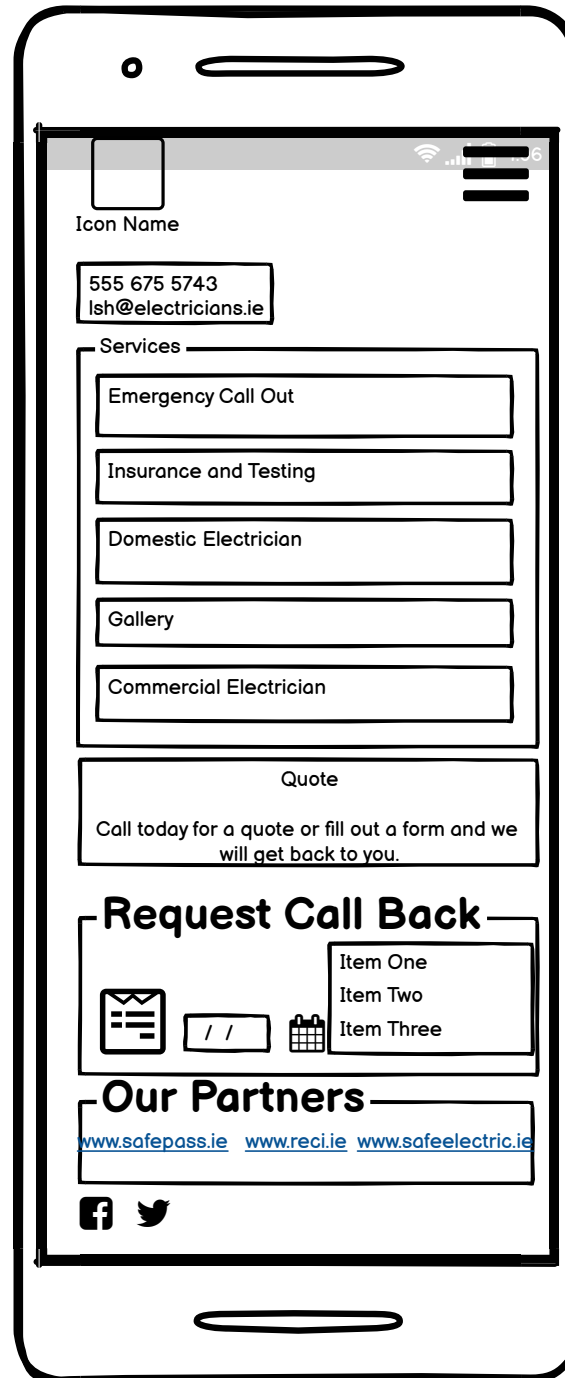 Icon Name
555 675 5743
lsh@electricians.ie
Services
Emergency Call Out
Insurance and Testing
Domestic Electrician
Gallery
Commercial Electrician
Quote
Call today for a quote or fill out a form and we
will get back to you.
Request Call Back
Item One
Item Two
Item Three
/ /
Our Partners
www.safepass.ie www.reci.ie www.safeelectric.ie